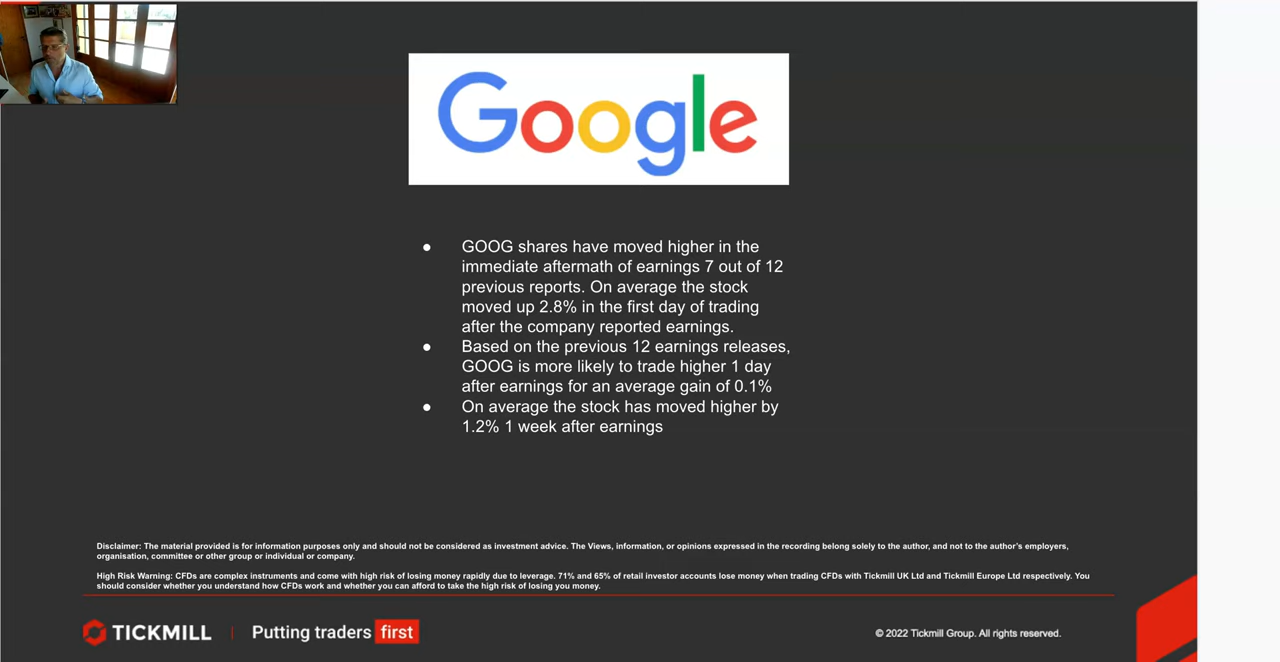 Google
● GOOG shares have moved higher in the
immediate aftermath of earnings 7 out of 12
previous reports. On average the stock
moved up 2.8% in the first day of trading
after the company reported earnings.
● Based on the previous 12 earnings releases,
GOOG is more likely to trade higher 1 day
after earnings for an average gain of 0.1%
● On average the stock has moved higher by
1.2% 1 week after earnings
Disclaimer: The material provided is for information purposes only and should not be considered as investment advice. The Views, information, or opinions expressed in the recording belong solely to the author, and not to the author's employers,
organisation, committee or other group or individual or company.
High Risk Warning: CFDs are complex instruments and come with high risk of losing money rapidly due to leverage. 71% and 65% of retail investor accounts lose money when trading CFDs with Tickmill UK Ltd and Tickmill Europe Ltd respectively. You
should consider whether you understand how CFDs work and whether you can afford to take the high risk of losing you money.
TICKMILL | Putting traders first
© 2022 Tickmill Group. All rights reserved.